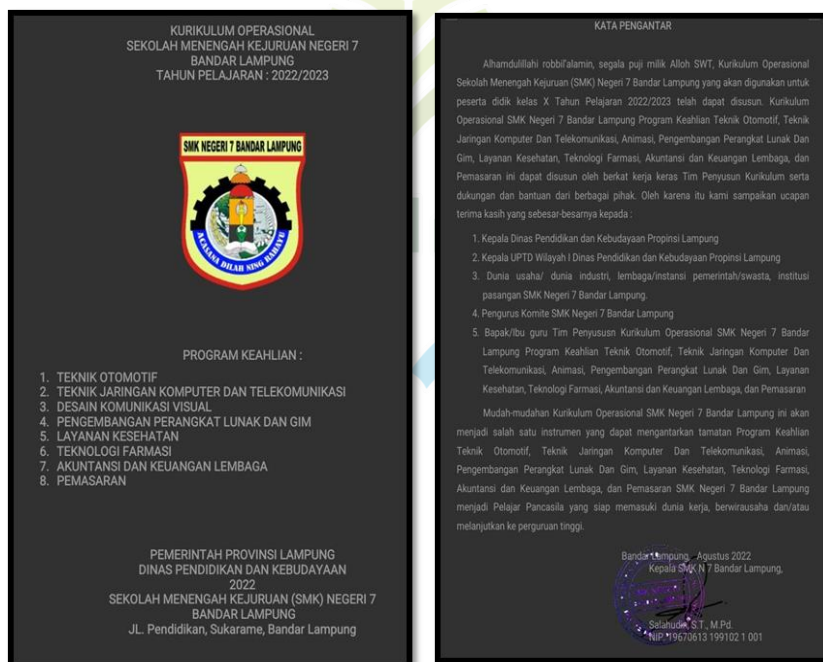 KURIKULUM OPERASIONAL
SEKOLAH MENENGAH KEJURUAN NEGERI 7
BANDAR LAMPUNG
TAHUN PELAJARAN : 2022/2023
SMK NEGERI 7 BANDAR LAMPUNG
PROGRAM KEAHLIAN :
1. TEKNIK OTOMOTIF
2. TEKNIK JARINGAN KOMPUTER DAN TELEKOMUNIKASI
3. DESAIN KOMUNIKASI VISUAL
4. PENGEMBANGAN PERANGKAT LUNAK DAN GIM
5. LAYANAN KESEHATAN
6. TEKNOLOGI FARMASI
7. AKUNTANSI DAN KEUANGAN LEMBAGA
8. PEMASARAN
PEMERINTAH PROVINSI LAMPUNG
DINAS PENDIDIKAN DAN KEBUDAYAAN
2022
SEKOLAH MENENGAH KEJURUAN (SMK) NEGERI 7
BANDAR LAMPUNG
JL. Pendidikan, Sukarame, Bandar Lampung
KATA PENGANTAR
Alhamdulillahi robbil'alamin, segala puji milik Alloh SWT, Kurikulum Operasional
Sekolah Menengah Kejuruan (SMK) Negeri 7 Bandar Lampung yang akan digunakan untuk
peserta didik kelas X Tahun Pelajaran 2022/2023 telah dapat disusun. Kurikulum
Operasional SMK Negeri 7 Bandar Lampung Program Keahlian Teknik Otomotif, Teknik
Jaringan Komputer Dan Telekomunikasi, Animasi, Pengembangan Perangkat Lunak Dan
Gim, Layanan Kesehatan, Teknologi Farmasi, Akuntansi dan Keuangan Lembaga, dan
Pemasaran ini dapat disusun oleh berkat kerja keras Tim Penyusun Kurikulum serta
dukungan dan bantuan dari berbagai pihak. Oleh karena itu kami sampaikan ucapan
terima kasih yang sebesar-besarnya kepada :
1. Kepala Dinas Pendidikan dan Kebudayaan Propinsi Lampung
2. Kepala UPTD Wilayah I Dinas Pendidikan dan Kebudayaan Propinsi Lampung
3. Dunia usaha/ dunia industri, lembaga/instansi pemerintah/swasta, institusi
pasangan SMK Negeri 7 Bandar Lampung.
4. Pengurus Komite SMK Negeri 7 Bandar Lampung
5. Bapak/Ibu guru Tim Penyususn Kurikulum Operasional SMK Negeri 7 Bandar
Lampung Program Keahlian Teknik Otomotif, Teknik Jaringan Komputer Dan
Telekomunikasi, Animasi, Pengembangan Perangkat Lunak Dan Gim, Layanan
Kesehatan, Teknologi Farmasi, Akuntansi dan Keuangan Lembaga, dan Pemasaran
Mudah-mudahan Kurikulum Operasional SMK Negeri 7 Bandar Lampung ini akan
menjadi salah satu instrumen yang dapat mengantarkan tamatan Program Keahlian
Teknik Otomotif, Teknik Jaringan Komputer Dan Telekomunikasi, Animasi,
Pengembangan Perangkat Lunak Dan Gim, Layanan Kesehatan, Teknologi Farmasi,
Akuntansi dan Keuangan Lembaga, dan Pemasaran SMK Negeri 7 Bandar Lampung
menjadi Pelajar Pancasila yang siap memasuki dunia kerja, berwirausaha dan/atau
melanjutkan ke perguruan tinggi.
Bandar Lampung, Agustus 2022
Kepala SMK N 7 Bandar Lampung,
Salahudin, S.T., M.Pd.
NIP. 19670613 199102 1 001